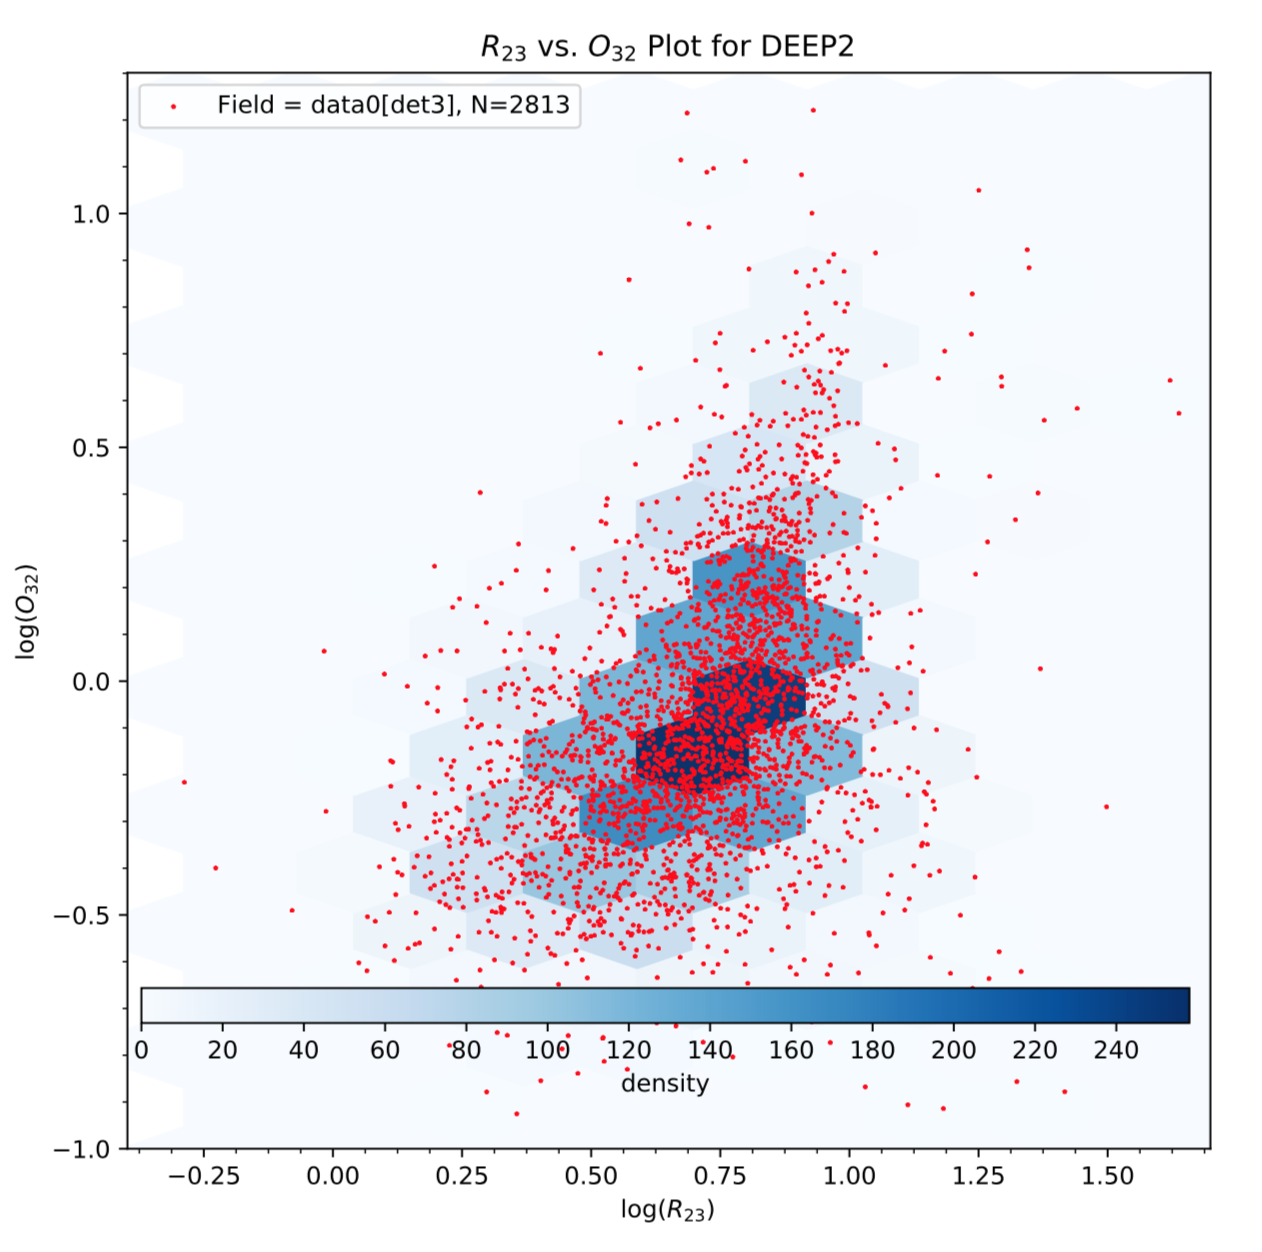 R₂₃ vs. O₃₂ Plot for DEEP2
Field = data0[det3], N=2813
1.0
0.5
0.0
−0.5
−1.0
log(O₃₂)
0 20 40 60 80 100 120 140 160 180 200 220 240
density
−0.25 0.00 0.25 0.50 0.75 1.00 1.25 1.50
log(R₂₃)